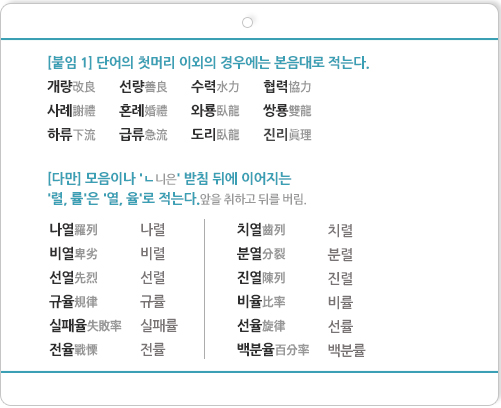 [붙임 1] 단어의 첫머리 이외의 경우에는 본음대로 적는다.
개량改良 선량善良 수력水力 협력協力
사례謝禮 혼례婚禮 와룡臥龍 쌍룡雙龍
하류下流 급류急流 도리臥龍 진리眞理
[다만] 모음이나 'ㄴ니은' 받침 뒤에 이어지는
'렬, 률'은 '열, 율'로 적는다.앞을 취하고 뒤를 버림.
나열羅列 나렬 치열齒列 치렬
비열卑劣 비렬 분열分裂 분렬
선열先烈 선렬 진열陳列 진렬
규율規律 규률 비율比率 비률
실패율失敗率 실패률 선율旋律 선률
전율戰慄 전률 백분율百分率 백분률